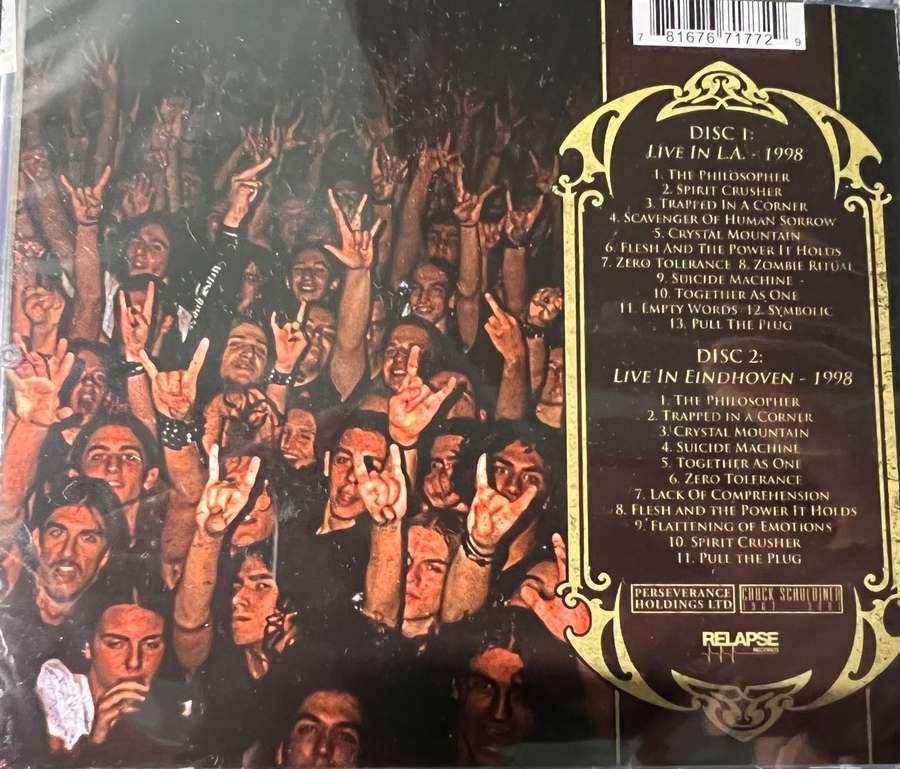 7 81676 71772 9
DISC 1:
LIVE IN L.A. - 1998
1. THE PHILOSOPHER
2. SPIRIT CRUSHER
3. TRAPPED IN A CORNER
4. SCAVENGER OF HUMAN SORROW
5. CRYSTAL MOUNTAIN
6. FLESH AND THE POWER IT HOLDS
7. ZERO TOLERANCE 8. ZOMBIE RITUAL
9. SUICIDE MACHINE
10. TOGETHER AS ONE
11. EMPTY WORDS 12. SYMBOLIC
13. PULL THE PLUG
DISC 2:
LIVE IN EINDHOVEN - 1998
1. THE PHILOSOPHER
2. TRAPPED IN A CORNER
3. CRYSTAL MOUNTAIN
4. SUICIDE MACHINE
5. TOGETHER AS ONE
6. ZERO TOLERANCE
7. LACK OF COMPREHENSION
8. FLESH AND THE POWER IT HOLDS
9. FLATTENING OF EMOTIONS
10. SPIRIT CRUSHER
11. PULL THE PLUG
PERSEVERANCE
HOLDINGS LTD
CHUCK SCHULDINER
1967 2001
RELAPSE
RECORDS